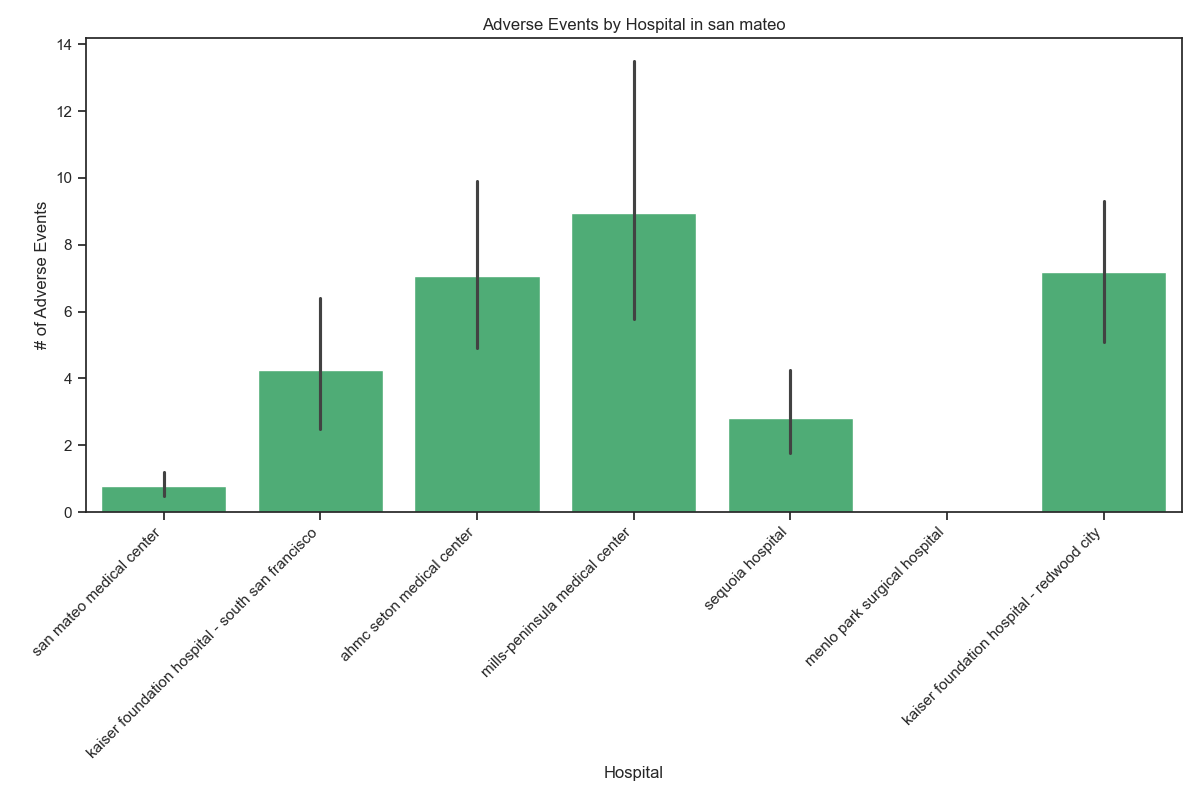 Adverse Events by Hospital in san mateo
# of Adverse Events
14
12
10
8
6
4
2
0
san mateo medical center
kaiser foundation hospital - south san francisco
ahmc seton medical center
mills-peninsula medical center
sequoia hospital
menlo park surgical hospital
kaiser foundation hospital - redwood city
Hospital